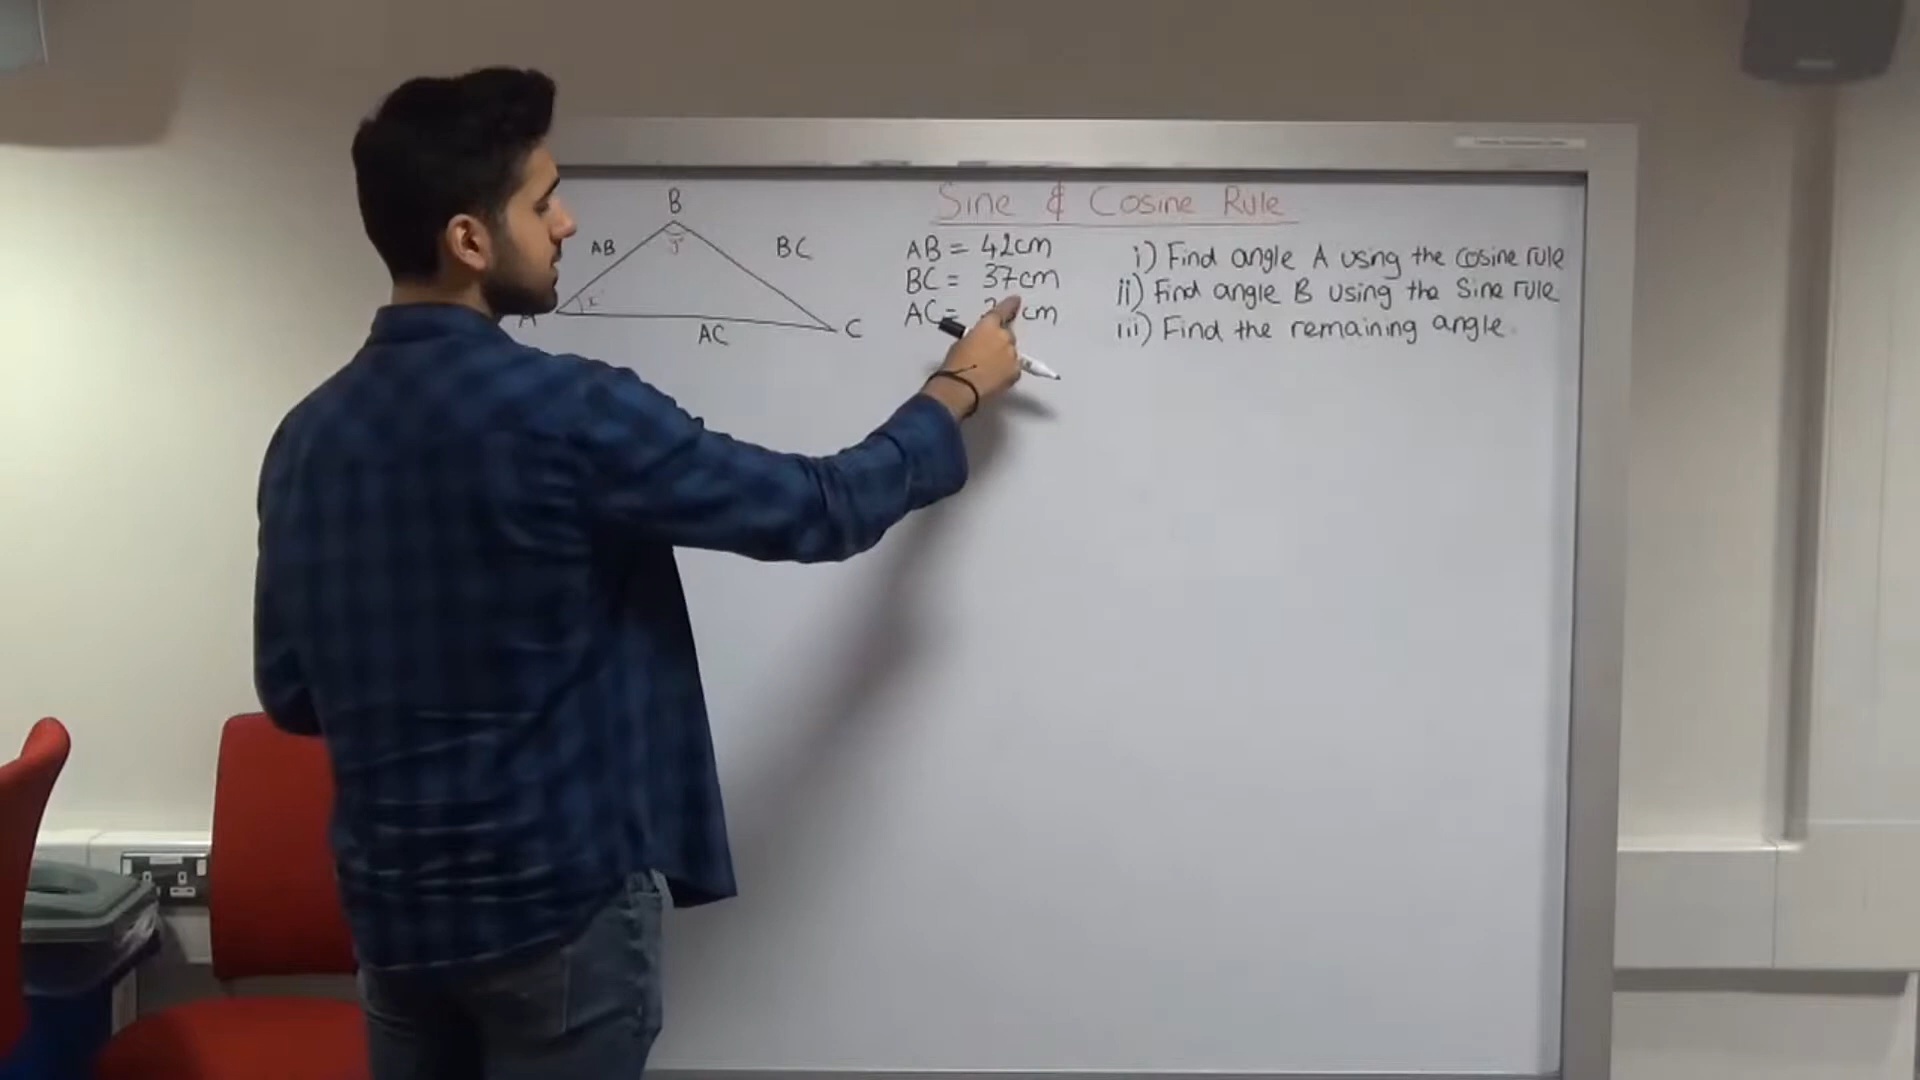 Sine & Cosine Rule
B
AB
BC
y
x
A
AC
C
AB = 42cm
BC = 37cm
AC = cm
i) Find angle A using the cosine rule
ii) Find angle B using the Sine rule
iii) Find the remaining angle.